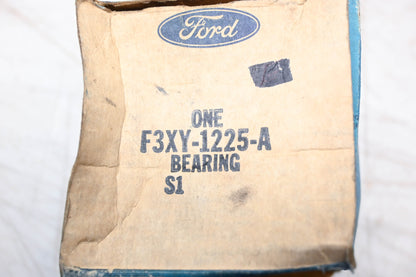 Ford
ONE
F3XY-1225-A
BEARING
S1